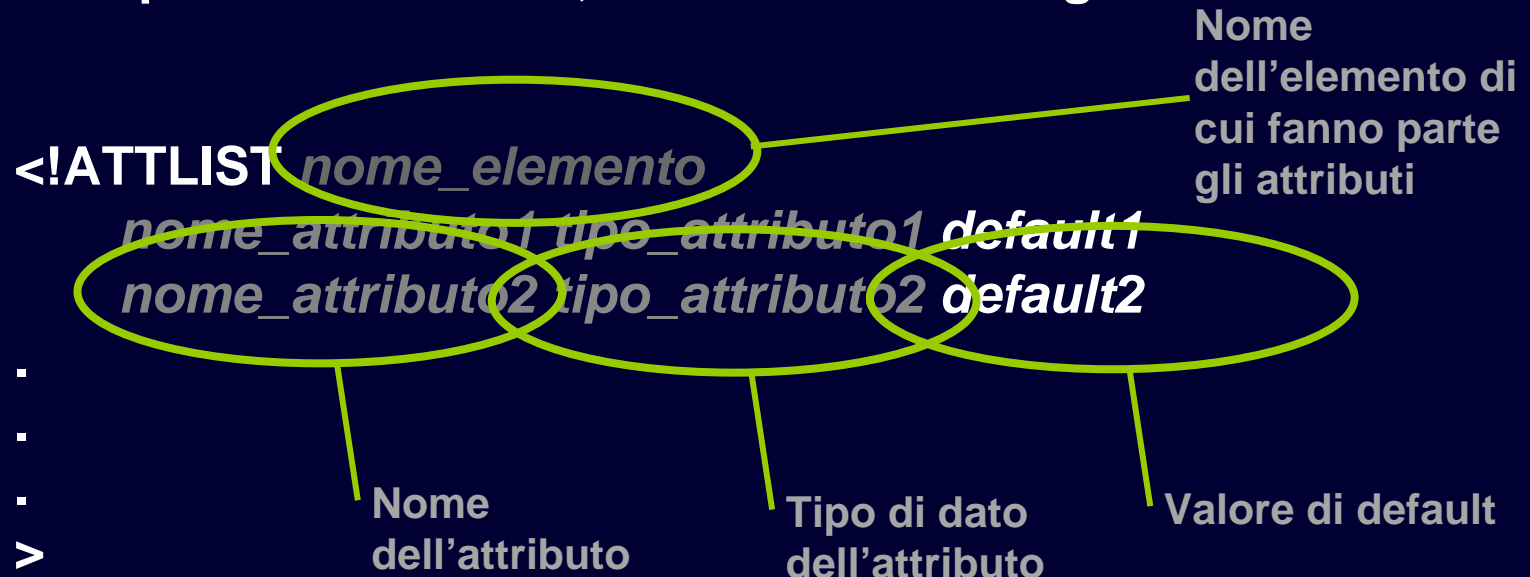 Nome
dell'elemento di
cui fanno parte
gli attributi
<!ATTLIST nome_elemento
nome_attributo1 tipo_attributo1 default1
nome_attributo2 tipo_attributo2 default2
.
.
.
>
Nome
dell'attributo
Tipo di dato
dell'attributo
Valore di default